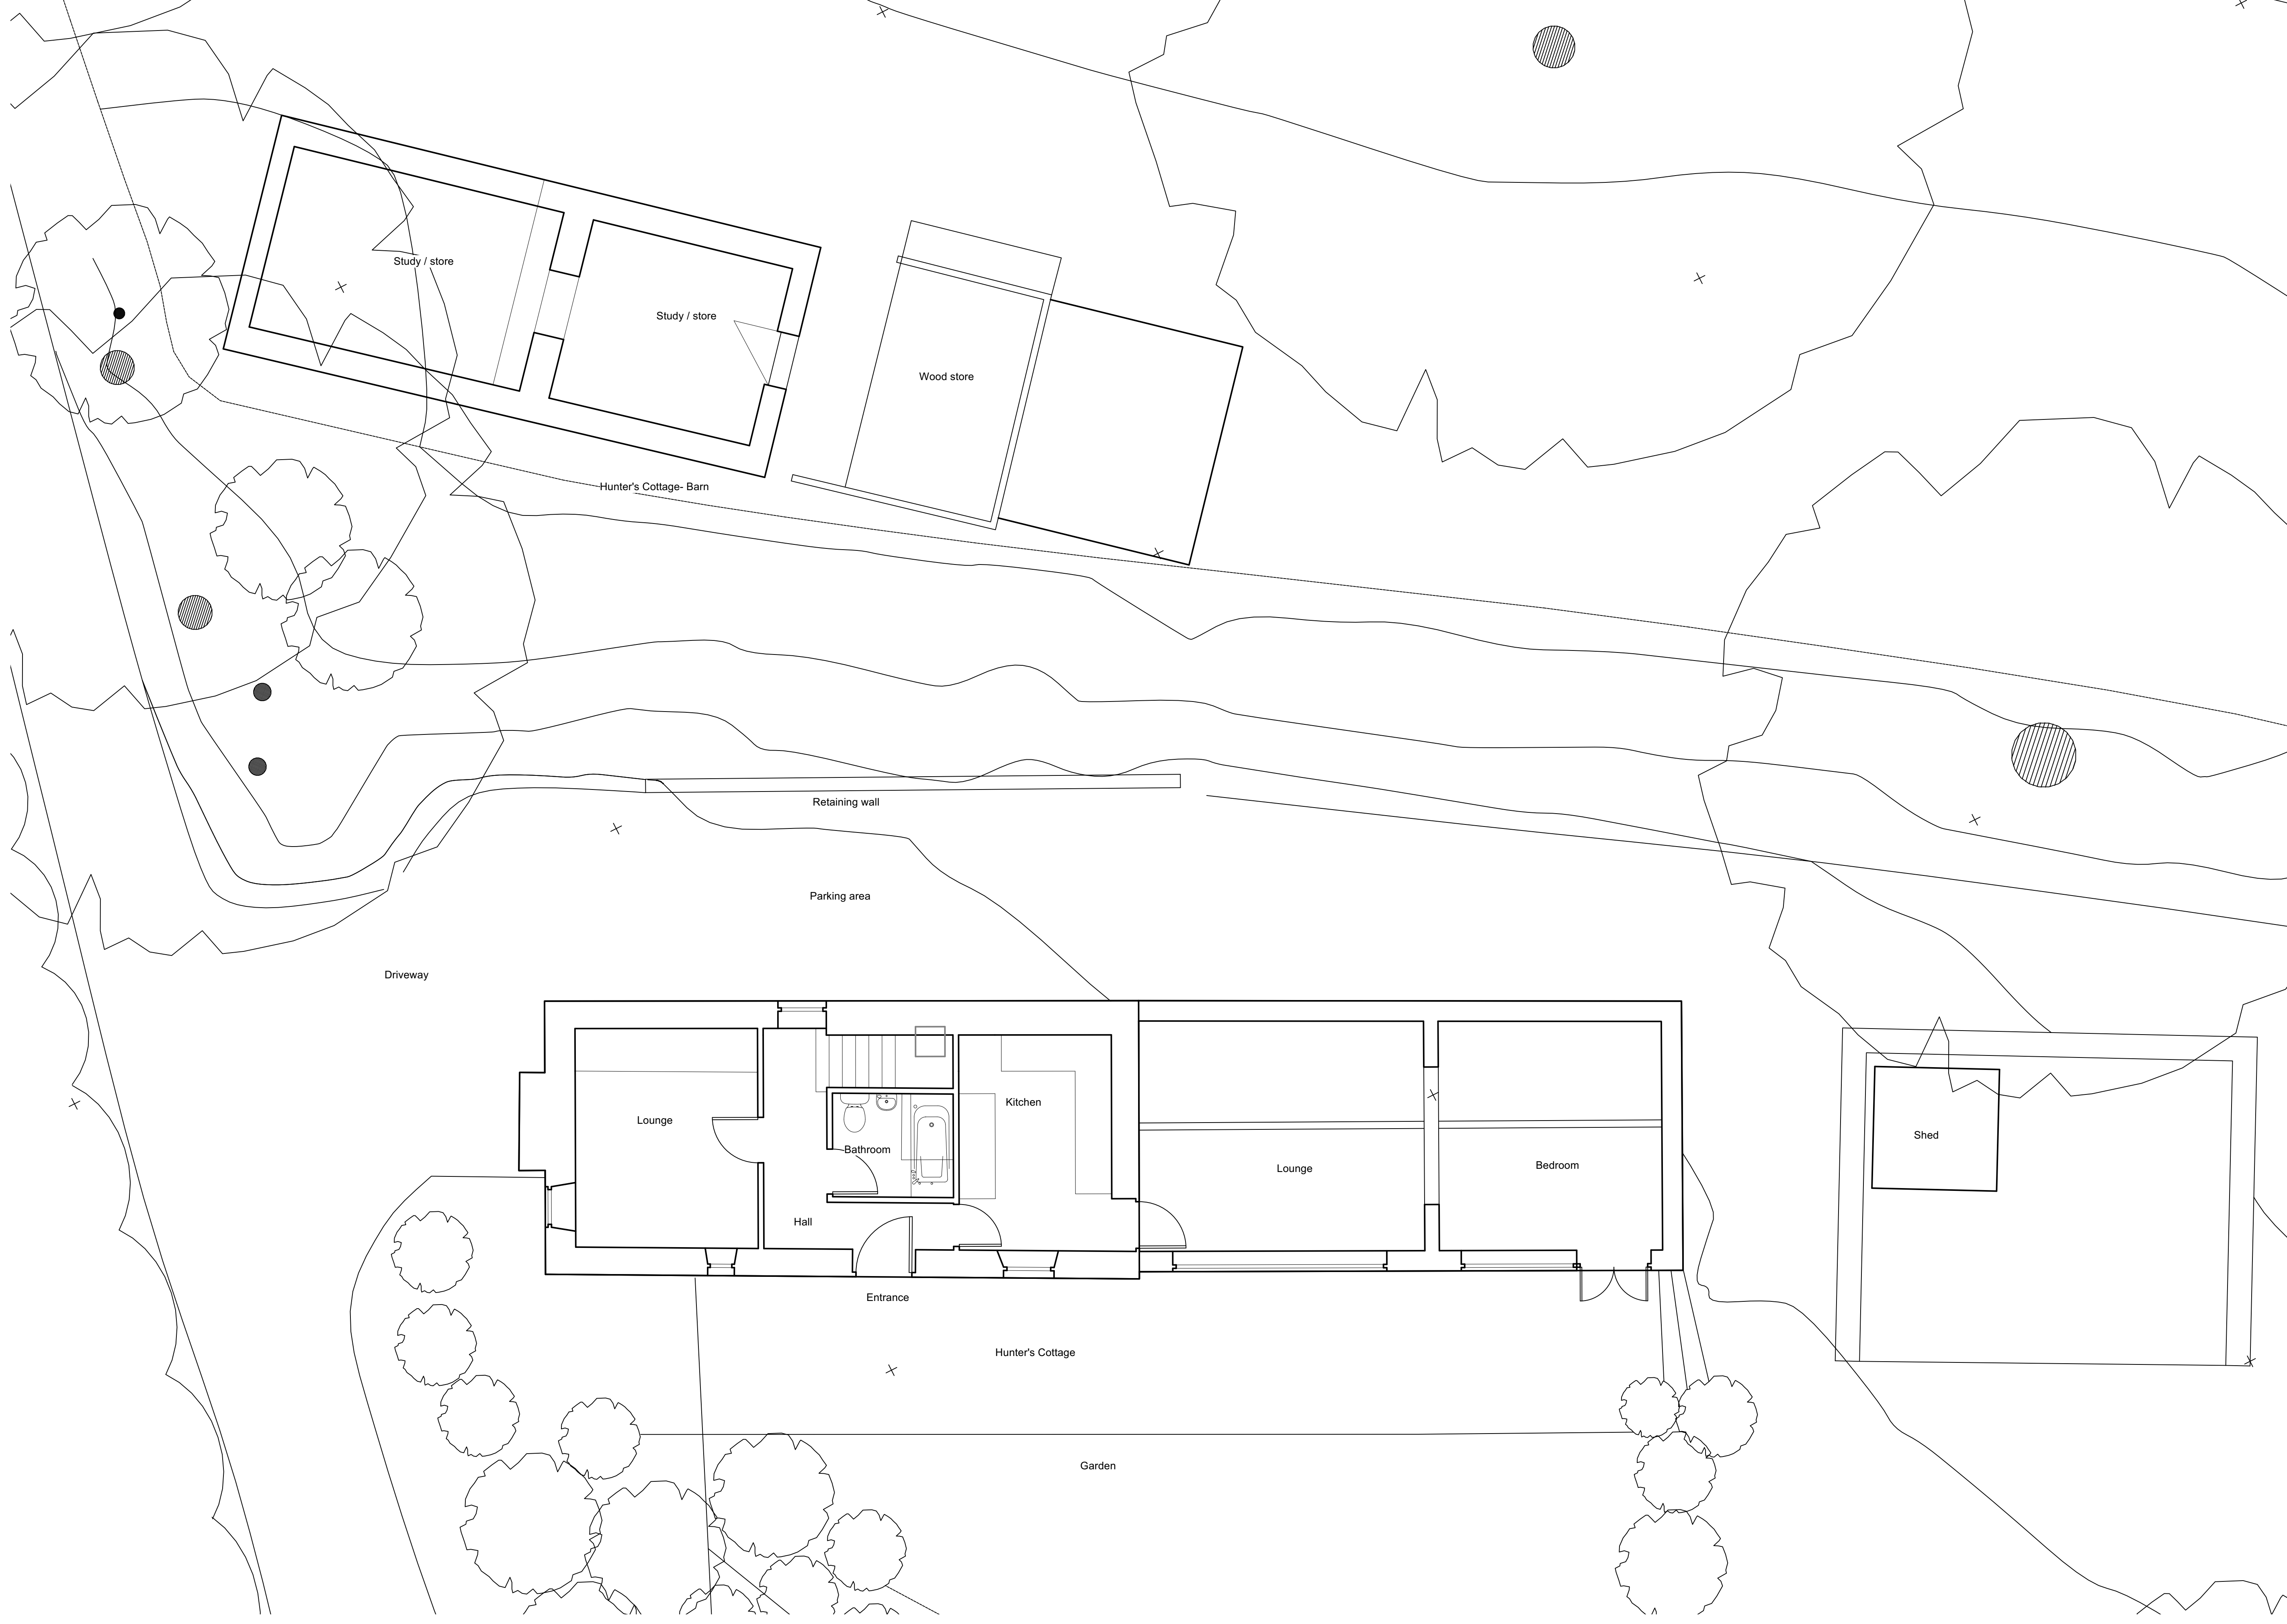 Study / store
Study / store
Wood store
Hunter's Cottage- Barn
Retaining wall
Parking area
Driveway
Kitchen
Lounge
Bathroom
Shed
Bedroom
Lounge
Hall
Entrance
Hunter's Cottage
Garden